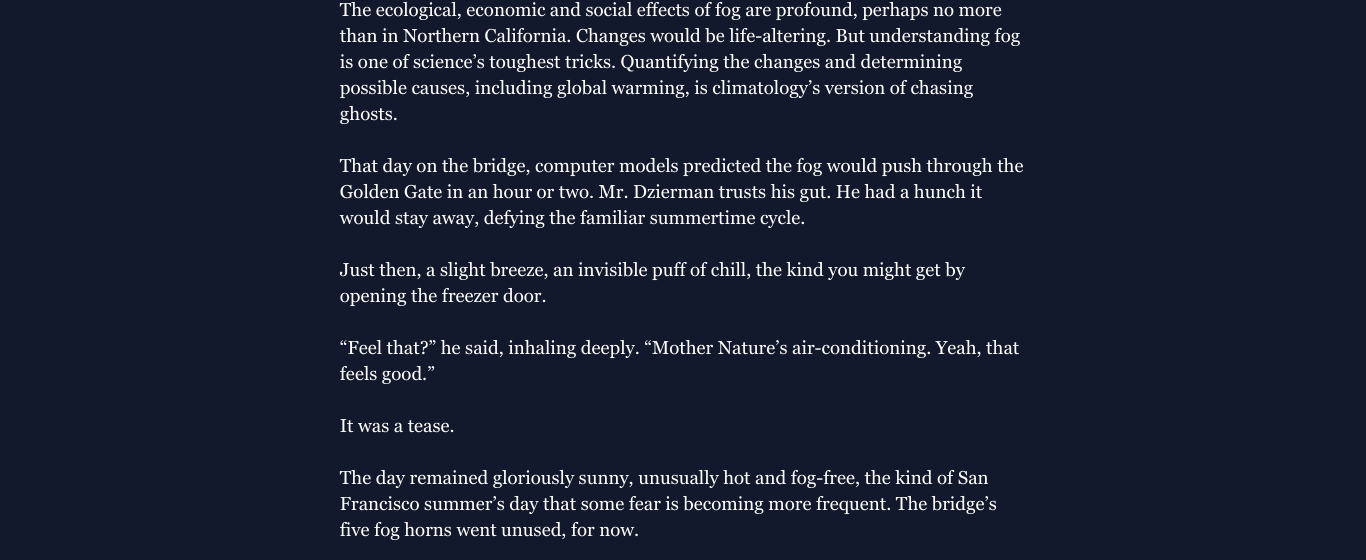 The ecological, economic and social effects of fog are profound, perhaps no more
than in Northern California. Changes would be life-altering. But understanding fog
is one of science’s toughest tricks. Quantifying the changes and determining
possible causes, including global warming, is climatology’s version of chasing
ghosts.
That day on the bridge, computer models predicted the fog would push through the
Golden Gate in an hour or two. Mr. Dzierman trusts his gut. He had a hunch it
would stay away, defying the familiar summertime cycle.
Just then, a slight breeze, an invisible puff of chill, the kind you might get by
opening the freezer door.
“Feel that?” he said, inhaling deeply. “Mother Nature’s air-conditioning. Yeah, that
feels good.”
It was a tease.
The day remained gloriously sunny, unusually hot and fog-free, the kind of San
Francisco summer’s day that some fear is becoming more frequent. The bridge’s
five fog horns went unused, for now.